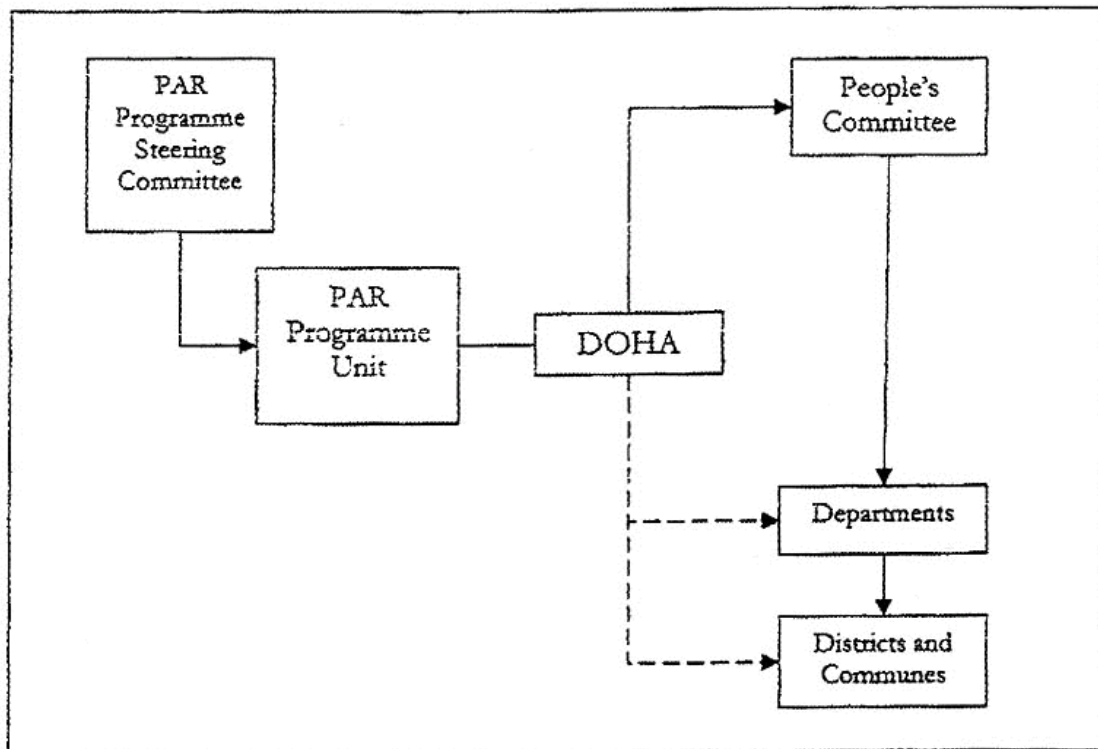 PAR
Programme
Steering
Committee
People's
Committee
PAR
Programme
Unit
DOHA
Departments
Districts and
Communes